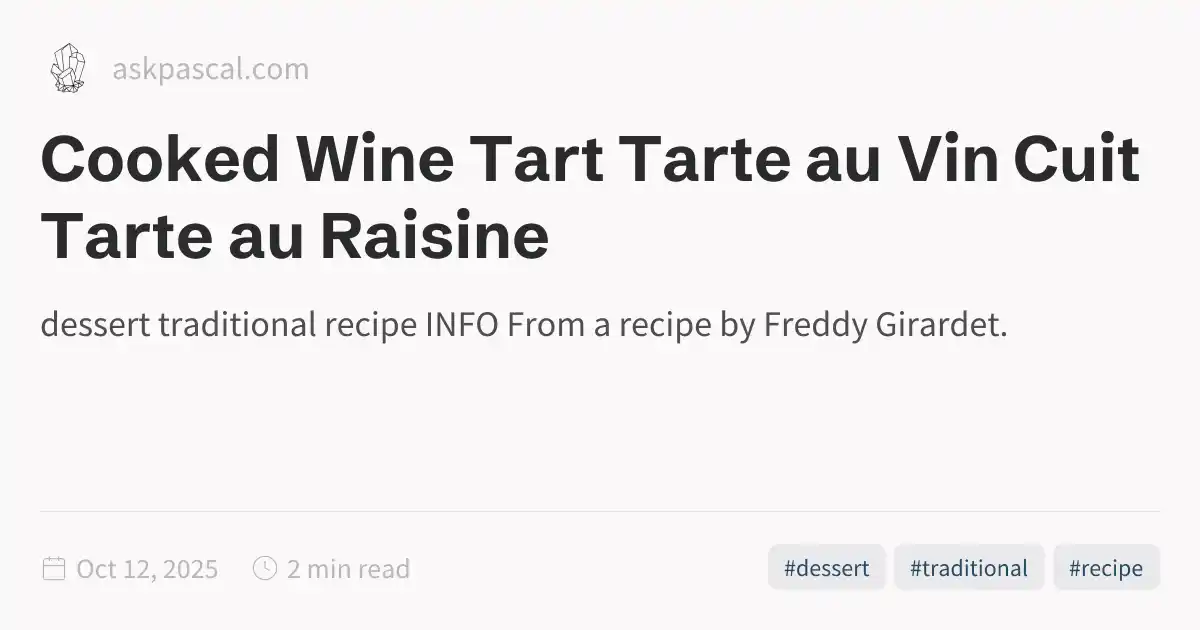 askpascal.com
Cooked Wine Tart Tarte au Vin Cuit
Tarte au Raisine
dessert traditional recipe INFO From a recipe by Freddy Girardet.
Oct 12, 2025 2 min read #dessert #traditional #recipe